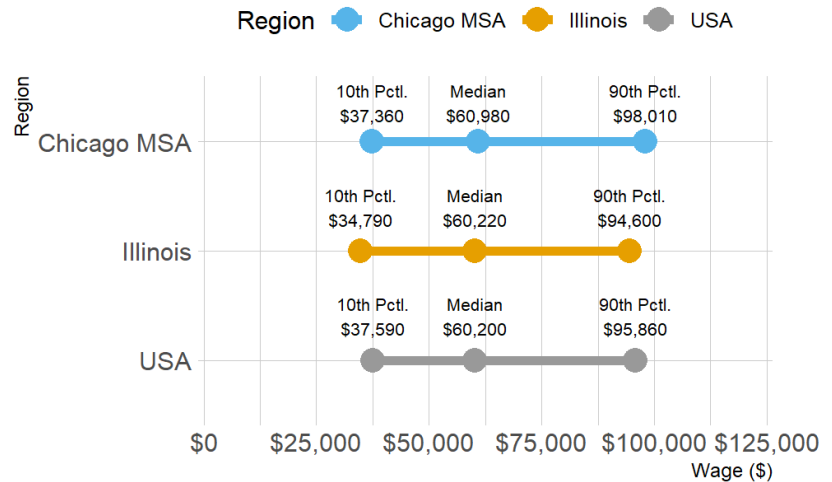 Region Chicago MSA Illinois USA
Region
10th Pctl. Median 90th Pctl.
$37,360 $60,980 $98,010
Chicago MSA
10th Pctl. Median 90th Pctl.
$34,790 $60,220 $94,600
Illinois
10th Pctl. Median 90th Pctl.
$37,590 $60,200 $95,860
USA
$0 $25,000 $50,000 $75,000 $100,000 $125,000
Wage ($)